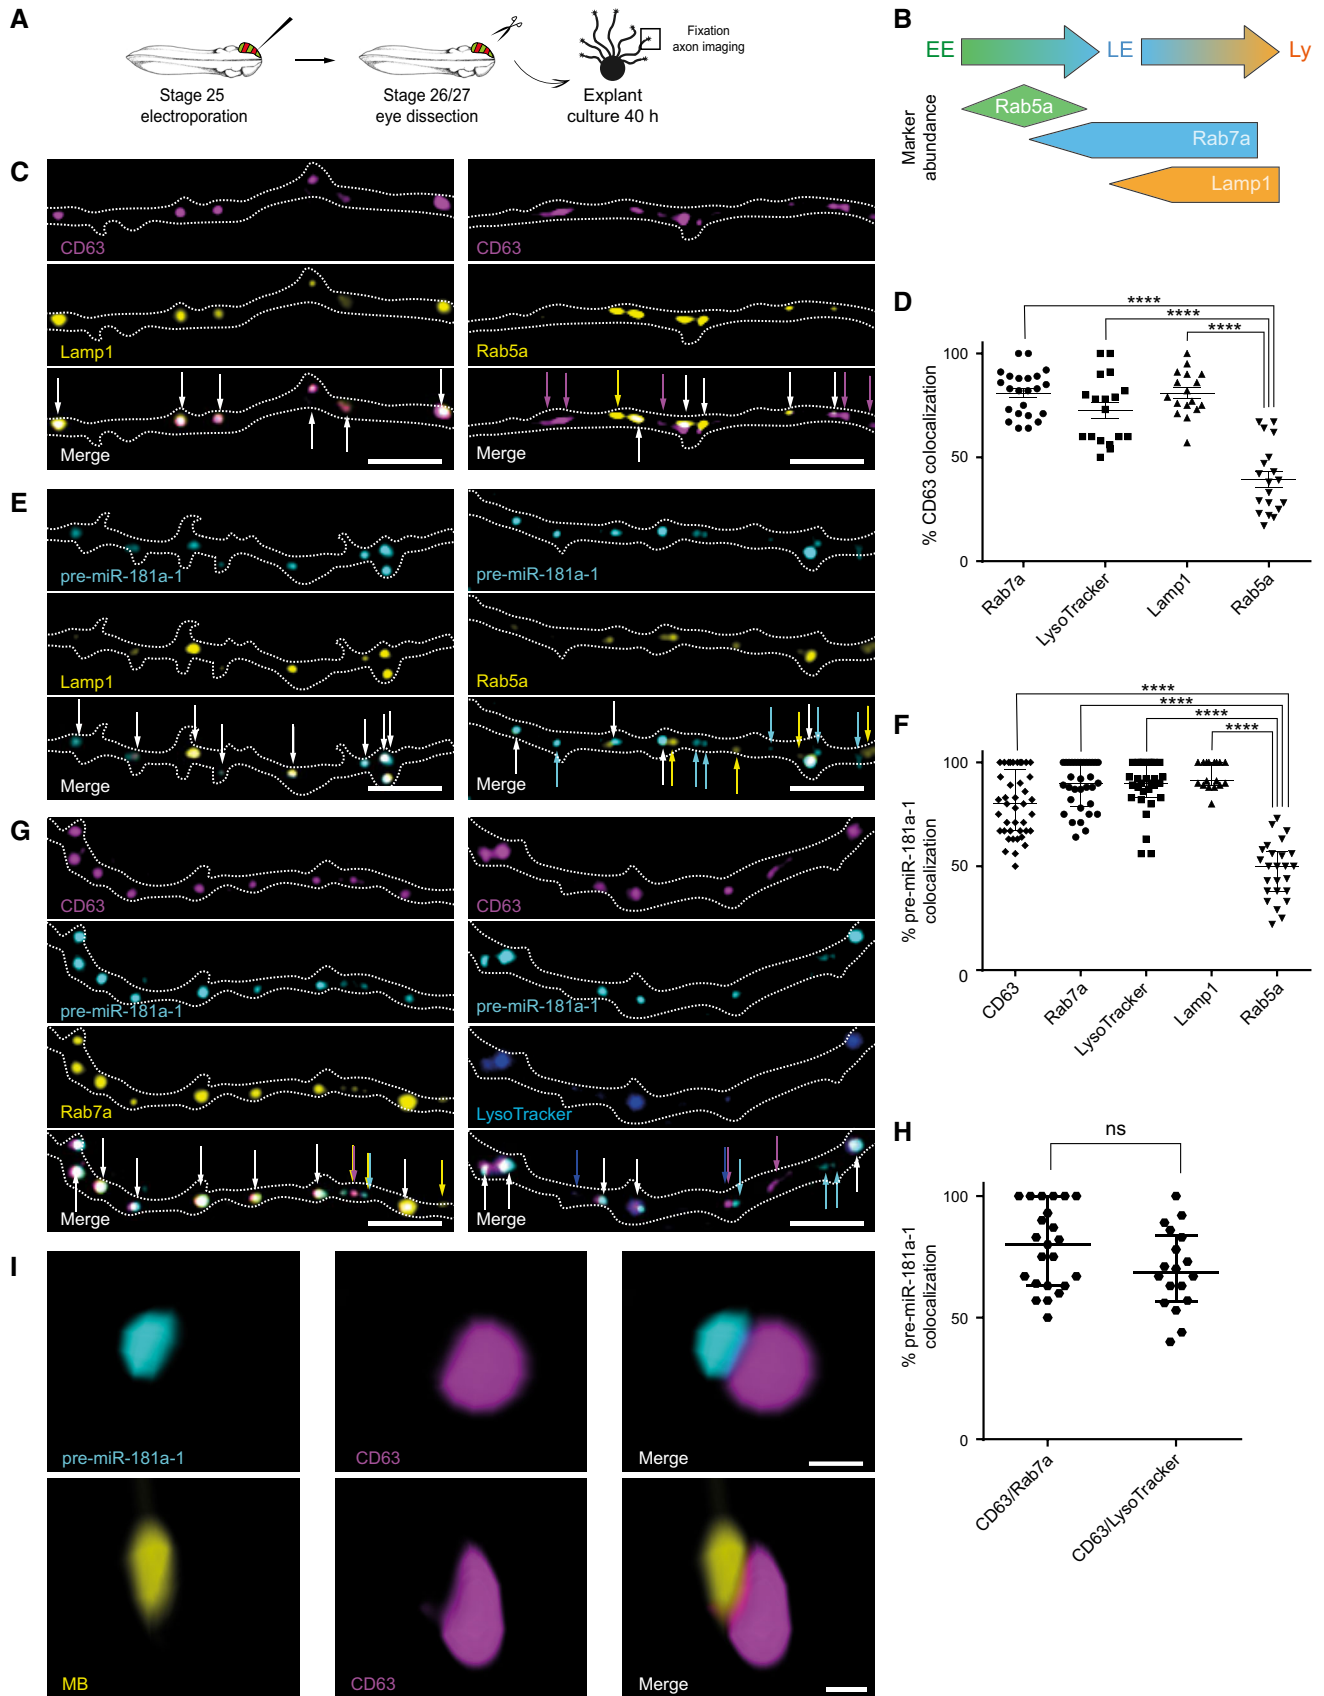 A
Stage 25
electroporation
Stage 26/27
eye dissection
Explant
culture 40 h
Fixation
axon imaging
B
EE
LE
Ly
Marker
abundance
Rab5a
Rab7a
Lamp1
C
CD63
Lamp1
Merge
CD63
Rab5a
Merge
D
****
****
****
% CD63 colocalization
100
50
0
Rab7a
LysoTracker
Lamp1
Rab5a
E
pre-miR-181a-1
Lamp1
Merge
pre-miR-181a-1
Rab5a
Merge
F
****
****
****
****
% pre-miR-181a-1
colocalization
100
50
0
CD63
Rab7a
LysoTracker
Lamp1
Rab5a
G
CD63
pre-miR-181a-1
Rab7a
Merge
CD63
pre-miR-181a-1
LysoTracker
Merge
H
ns
% pre-miR-181a-1
colocalization
100
50
0
CD63/Rab7a
CD63/LysoTracker
I
pre-miR-181a-1
CD63
Merge
MB
CD63
Merge